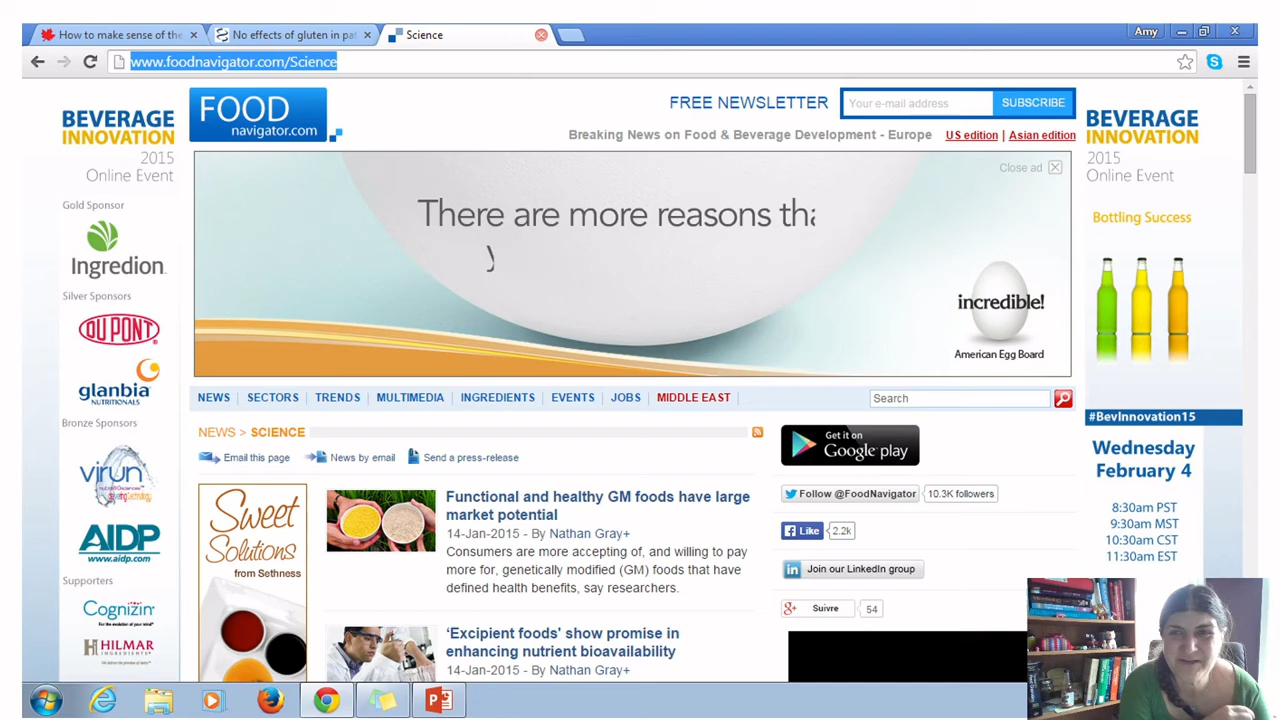 How to make sense of the
No effects of gluten in pat
Science
Amy
www.foodnavigator.com/Science
BEVERAGE
INNOVATION
2015
Online Event
Gold Sponsor
Ingredion
Silver Sponsors
DUPONT
glanbia
NUTRITIONALS
Bronze Sponsors
virun
AIDP
www.aidp.com
Supporters
Cognizin
HILMAR
INGREDIENTS
FOOD
navigator.com
FREE NEWSLETTER
Your e-mail address
SUBSCRIBE
Breaking News on Food & Beverage Development - Europe
US edition | Asian edition
Close ad
There are more reasons tha
y
incredible!
American Egg Board
NEWS
SECTORS
TRENDS
MULTIMEDIA
INGREDIENTS
EVENTS
JOBS
MIDDLE EAST
Search
NEWS > SCIENCE
Email this page
News by email
Send a press-release
Sweet
Solutions
from Sethness
Functional and healthy GM foods have large
market potential
14-Jan-2015 - By Nathan Gray+
Consumers are more accepting of, and willing to pay
more for, genetically modified (GM) foods that have
defined health benefits, say researchers.
‘Excipient foods' show promise in
enhancing nutrient bioavailability
14-Jan-2015 - By Nathan Gray+
Get it on
Google play
Follow @FoodNavigator
10.3K followers
Like
2.2k
Join our LinkedIn group
Suivre
54
BEVERAGE
INNOVATION
2015
Online Event
Bottling Success
#BevInnovation15
Wednesday
February 4
8:30am PST
9:30am MST
10:30am CST
11:30am EST